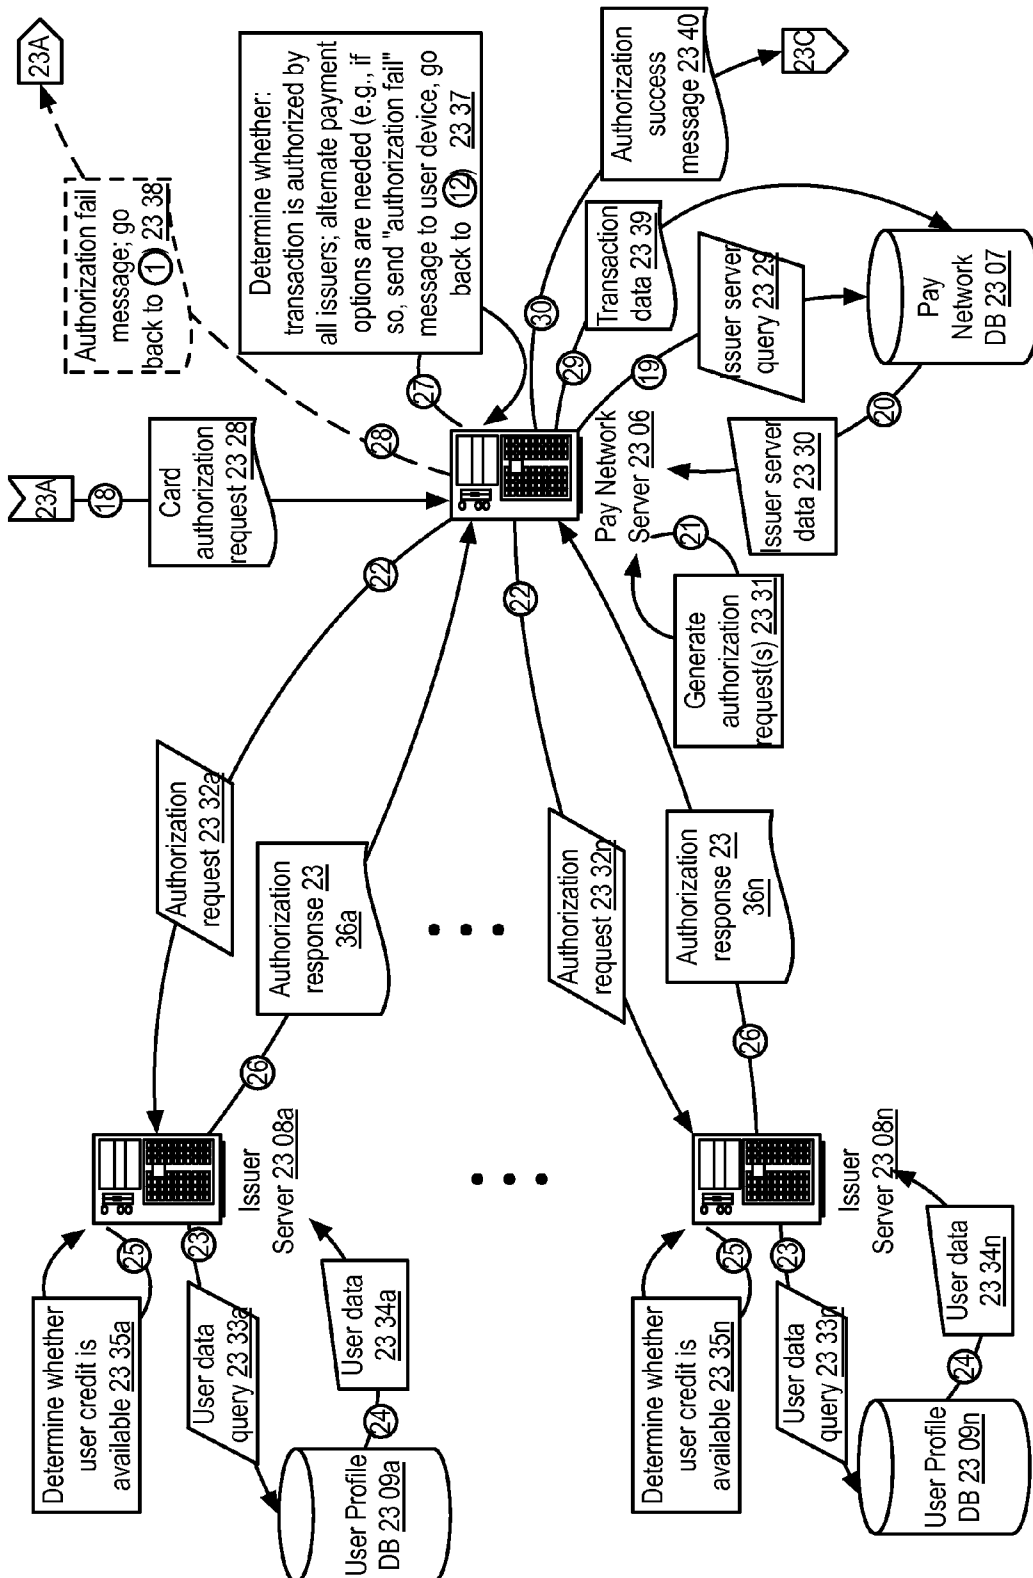 Determine whether
user credit is
available 23 35a
25
23
User data
query 23 33a
User Profile
DB 23 09a
24
User data
23 34a
Issuer
Server 23 08a
26
Authorization
request 23 32a
Authorization
response 23
36a
22
23A
18
Card
authorization
request 23 28
Authorization fail
message; go
back to 1 23 38
23A
28
27
Determine whether:
transaction is authorized by
all issuers; alternate payment
options are needed (e.g., if
so, send "authorization fail"
message to user device, go
back to 12) 23 37
30
Authorization
success
message 23 40
23C
29
Transaction
data 23 39
19
Issuer server
query 23 29
Pay
Network
DB 23 07
20
Issuer server
data 23 30
Pay Network
Server 23 06
21
Generate
authorization
request(s) 23 31
22
Authorization
request 23 32n
Authorization
response 23
36n
26
Determine whether
user credit is
available 23 35n
25
23
User data
query 23 33n
User Profile
DB 23 09n
24
User data
23 34n
Issuer
Server 23 08n